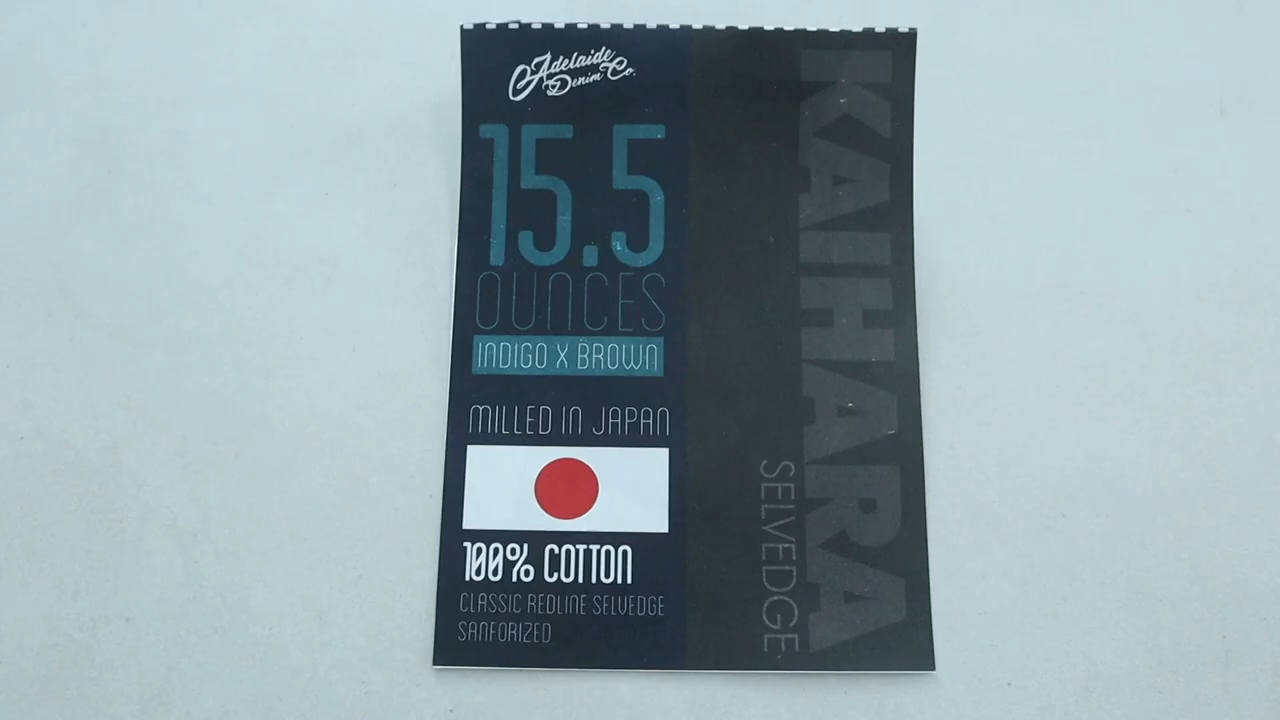 Adelaide
Denim Co.
15.5
OUNCES
INDIGO X BROWN
MILLED IN JAPAN
100% COTTON
CLASSIC REDLINE SELVEDGE
SANFORIZED
KAIHARA
SELVEDGE